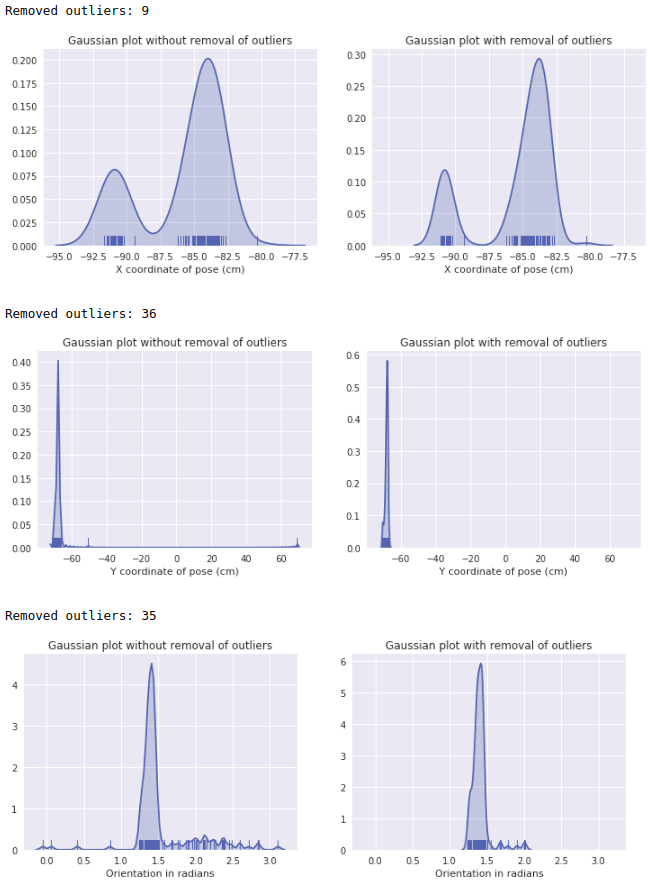 Removed outliers: 9
Gaussian plot without removal of outliers
Gaussian plot with removal of outliers
0.200
0.175
0.150
0.125
0.100
0.075
0.050
0.025
0.000
−95.0 −92.5 −90.0 −87.5 −85.0 −82.5 −80.0 −77.5
X coordinate of pose (cm)
0.30
0.25
0.20
0.15
0.10
0.05
0.00
−95.0 −92.5 −90.0 −87.5 −85.0 −82.5 −80.0 −77.5
X coordinate of pose (cm)
Removed outliers: 36
Gaussian plot without removal of outliers
Gaussian plot with removal of outliers
0.40
0.35
0.30
0.25
0.20
0.15
0.10
0.05
0.00
−60 −40 −20 0 20 40 60
Y coordinate of pose (cm)
0.6
0.5
0.4
0.3
0.2
0.1
0.0
−60 −40 −20 0 20 40 60
Y coordinate of pose (cm)
Removed outliers: 35
Gaussian plot without removal of outliers
Gaussian plot with removal of outliers
4
3
2
1
0
0.0 0.5 1.0 1.5 2.0 2.5 3.0
Orientation in radians
6
5
4
3
2
1
0
0.0 0.5 1.0 1.5 2.0 2.5 3.0
Orientation in radians